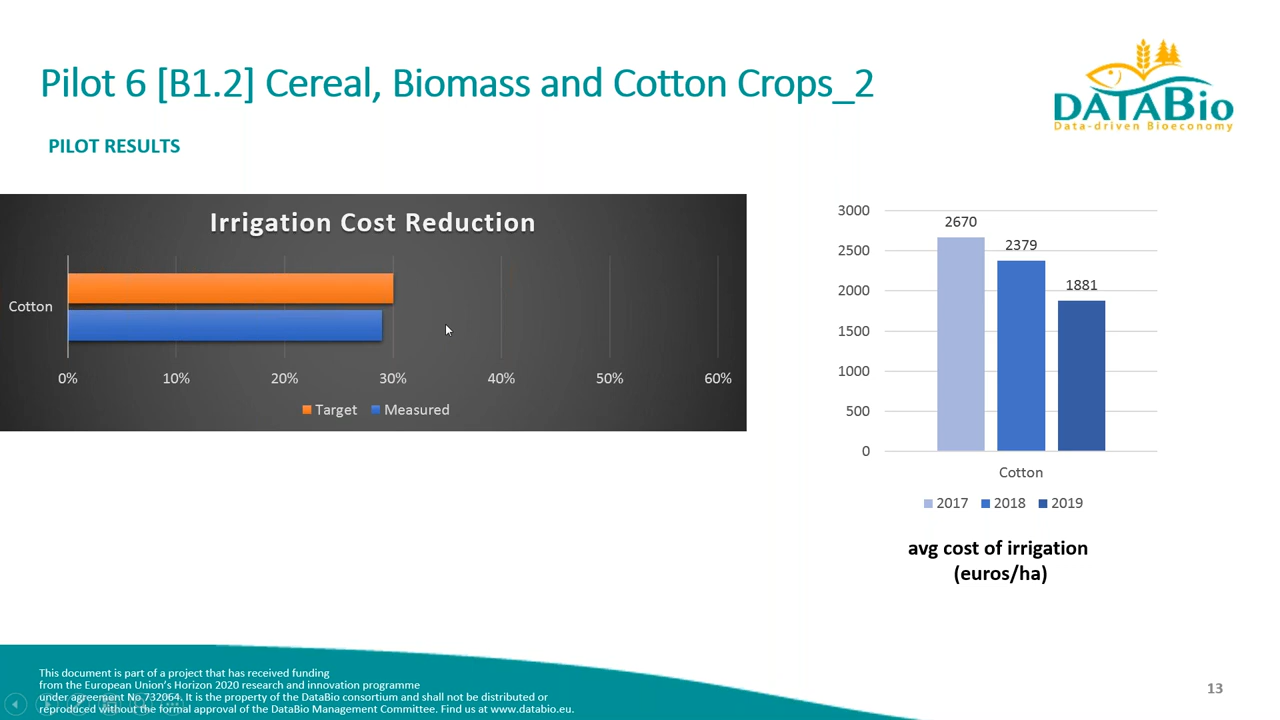 Pilot 6 [B1.2] Cereal, Biomass and Cotton Crops_2
DATABio
Data-driven Bioeconomy
PILOT RESULTS
Irrigation Cost Reduction
Cotton
0% 10% 20% 30% 40% 50% 60%
Target Measured
3000
2500
2000
1500
1000
500
0
2670
2379
1881
Cotton
2017 2018 2019
avg cost of irrigation
(euros/ha)
This document is part of a project that has received funding
from the European Union's Horizon 2020 research and innovation programme
under agreement No 732064. It is the property of the DataBio consortium and shall not be distributed or
reproduced without the formal approval of the DataBio Management Committee. Find us at www.databio.eu.
13